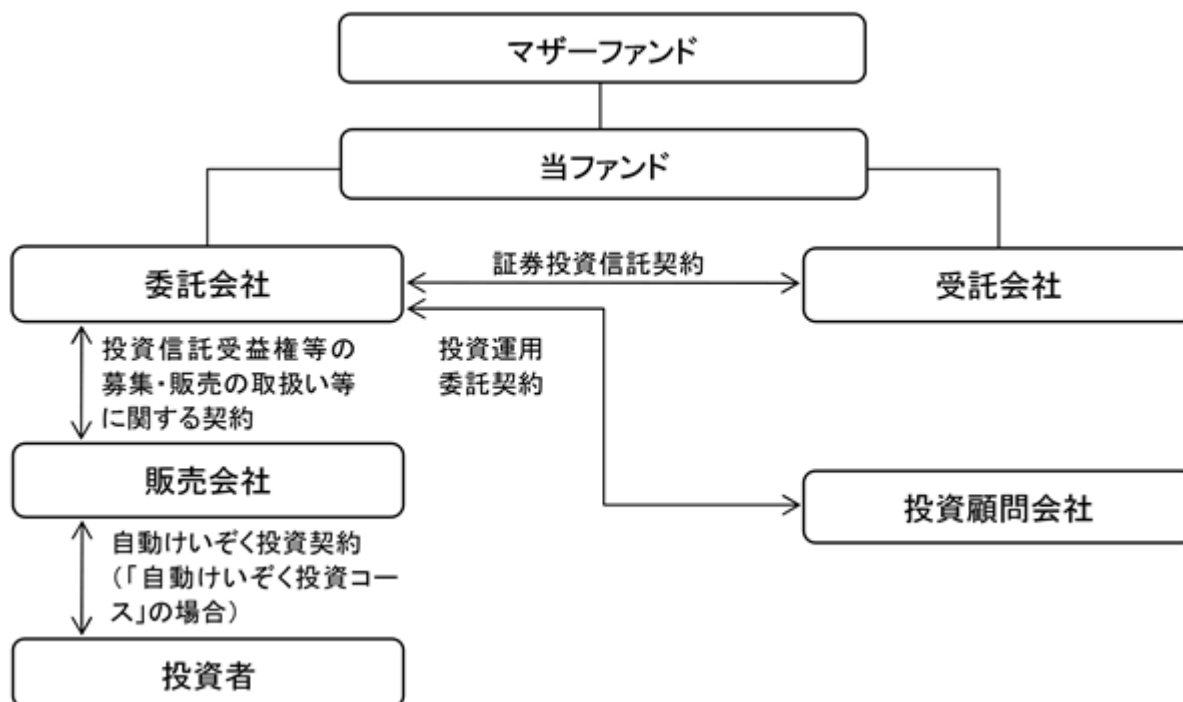 マザーファンド
当ファンド
証券投資信託契約
委託会社
受託会社
投資信託受益権等の
募集・販売の取扱い等
に関する契約
投資運用
委託契約
販売会社
投資顧問会社
自動けいぞく投資契約
(「自動けいぞく投資コー
ス」の場合)
投資者